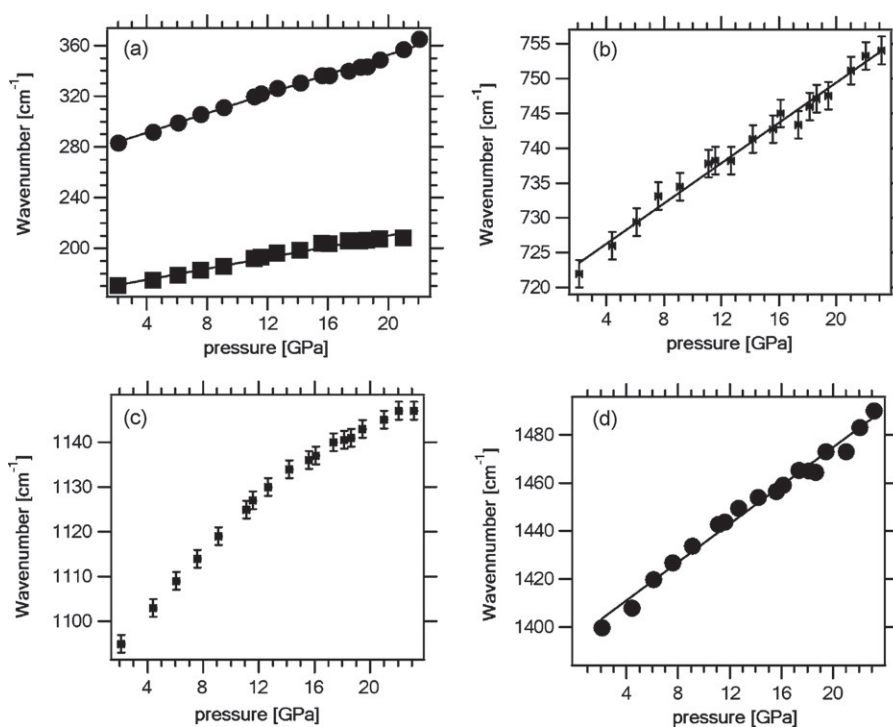 (a)
Wavenumber [cm⁻¹]
360
320
280
240
200
4 8 12 16 20
pressure [GPa]
(b)
Wavenumber [cm⁻¹]
755
750
745
740
735
730
725
720
4 8 12 16 20
pressure [GPa]
(c)
Wavenumber [cm⁻¹]
1140
1130
1120
1110
1100
4 8 12 16 20
pressure [GPa]
(d)
Wavennumber [cm⁻¹]
1480
1460
1440
1420
1400
4 8 12 16 20
pressure [GPa]